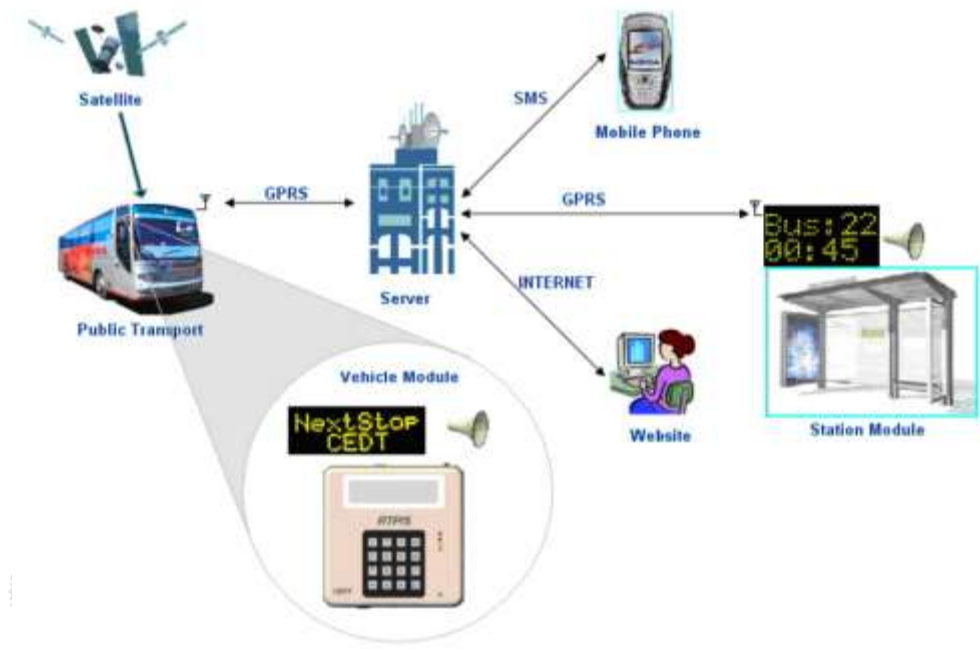 Satellite
SMS
Mobile Phone
GPRS
GPRS
Bus:22
00:45
Server
INTERNET
Public Transport
Vehicle Module
NextStop
CEDT
Website
Station Module